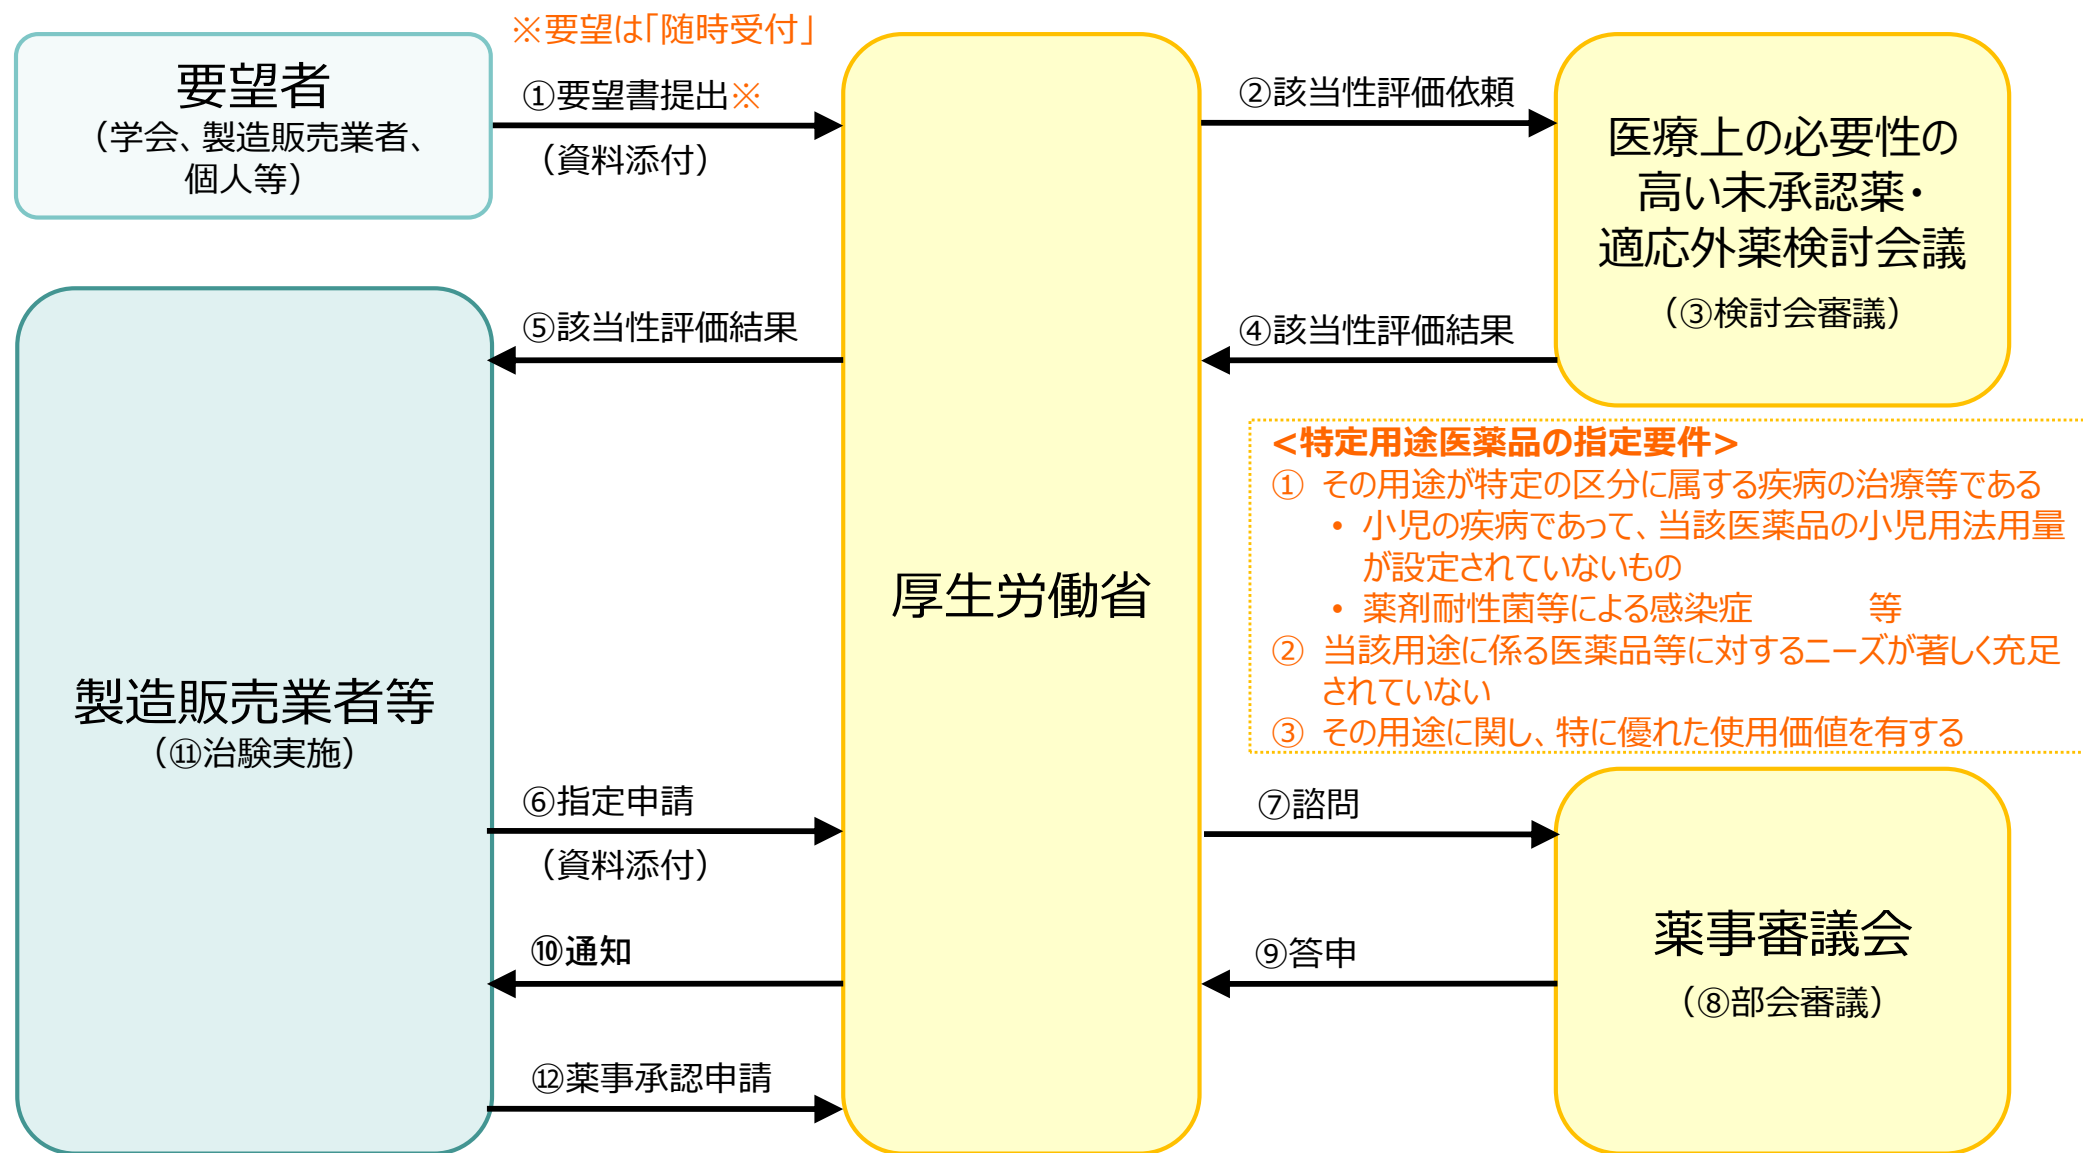 ※要望は「随時受付」
要望者
（学会、製造販売業者、
個人等）
①要望書提出※
（資料添付）
②該当性評価依頼
医療上の必要性の
高い未承認薬・
適応外薬検討会議
（③検討会審議）
⑤該当性評価結果
④該当性評価結果
<特定用途医薬品の指定要件>
① その用途が特定の区分に属する疾病の治療等である
• 小児の疾病であって、当該医薬品の小児用法用量
が設定されていないもの
• 薬剤耐性菌等による感染症 等
② 当該用途に係る医薬品等に対するニーズが著しく充足
されていない
③ その用途に関し、特に優れた使用価値を有する
厚生労働省
製造販売業者等
（⑪治験実施）
⑥指定申請
（資料添付）
⑦諮問
薬事審議会
（⑧部会審議）
⑩通知
⑨答申
⑫薬事承認申請